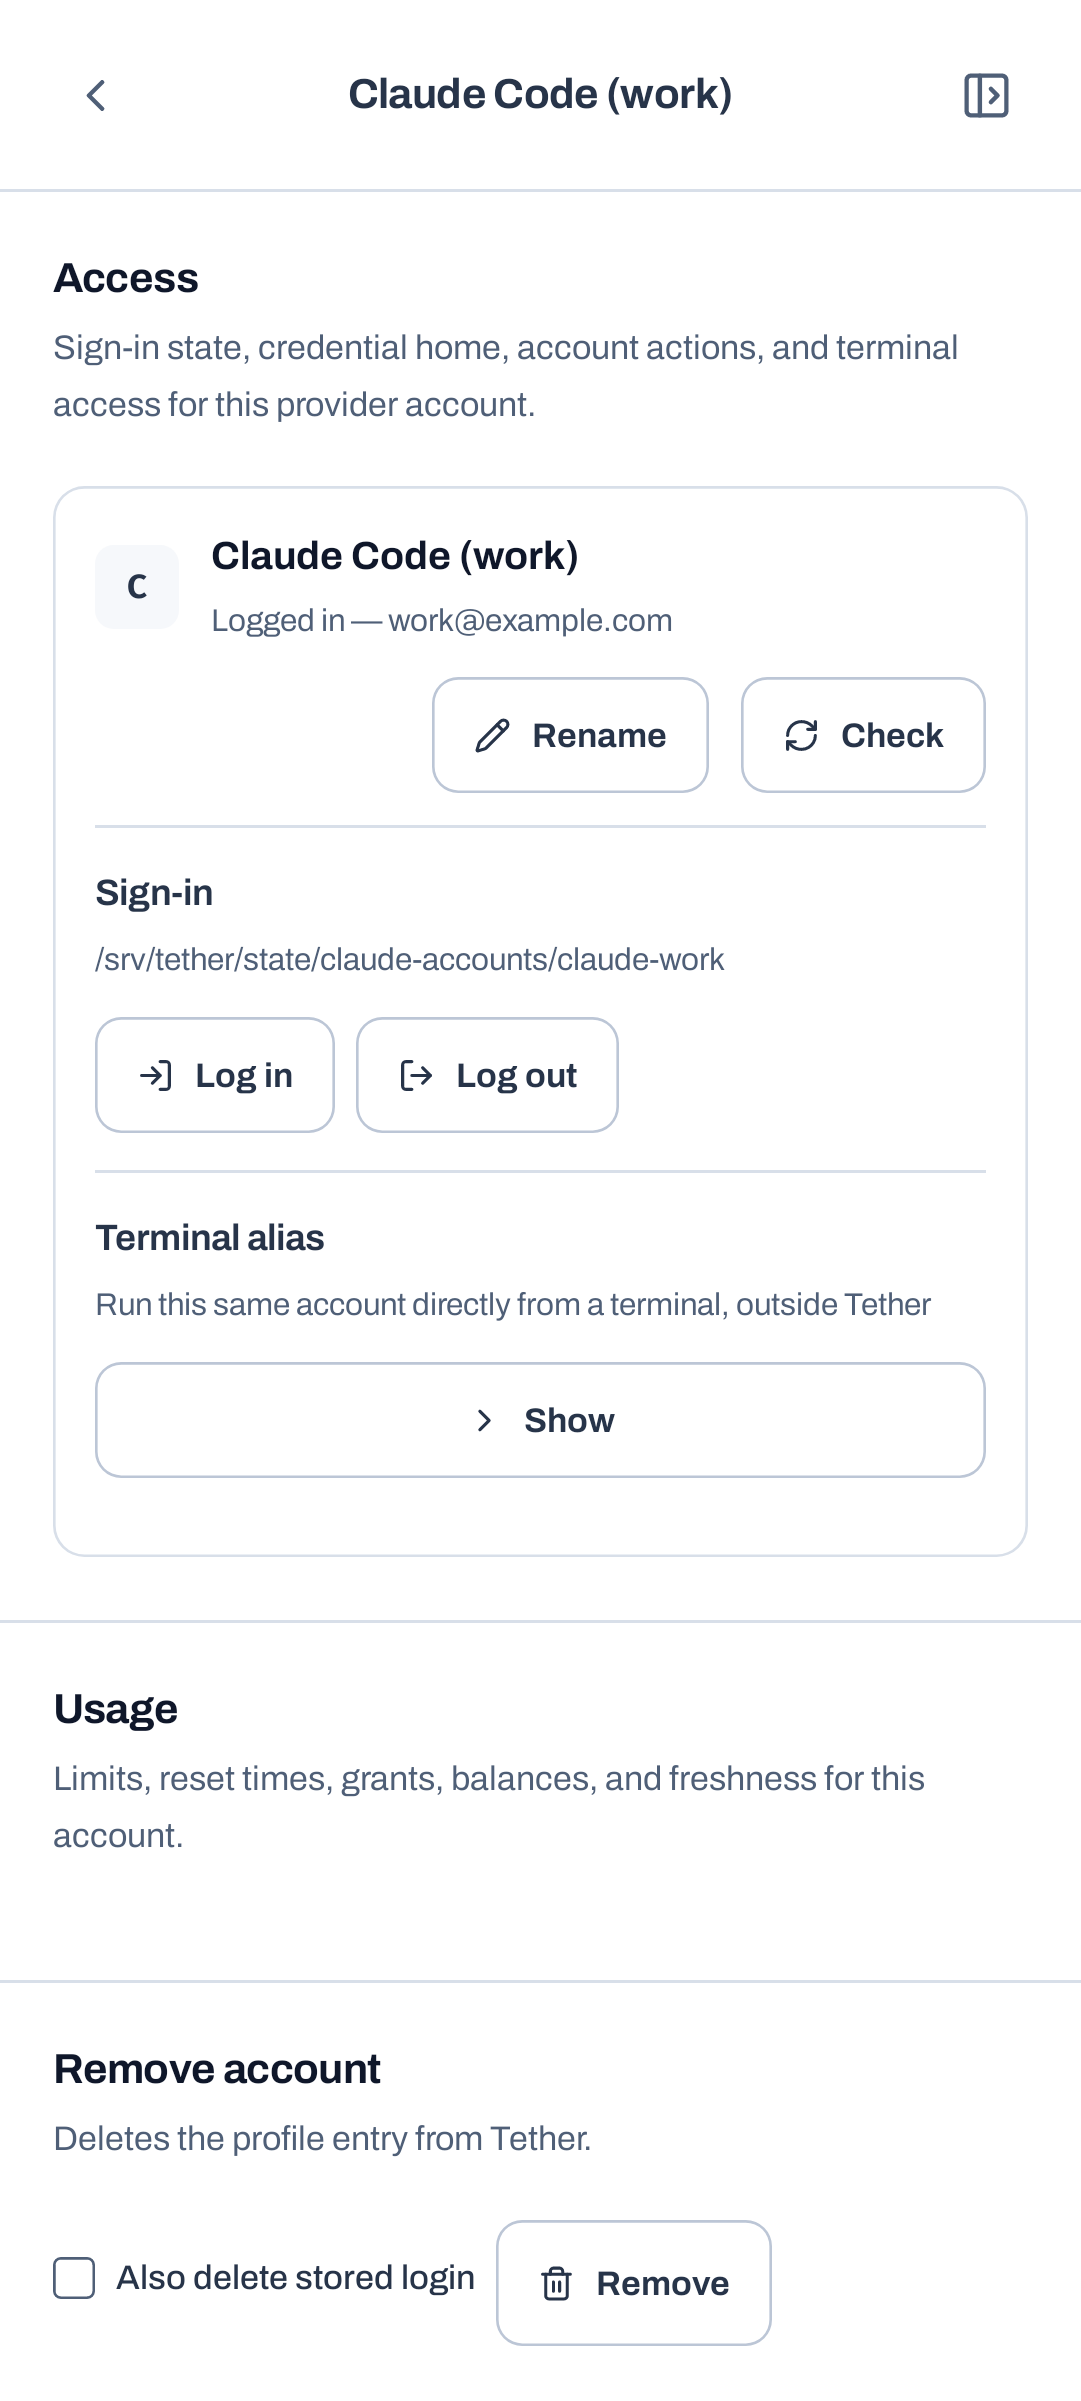 Claude Code (work)
Access
Sign-in state, credential home, account actions, and terminal
access for this provider account.
C
Claude Code (work)
Logged in — work@example.com
Rename
Check
Sign-in
/srv/tether/state/claude-accounts/claude-work
Log in
Log out
Terminal alias
Run this same account directly from a terminal, outside Tether
Show
Usage
Limits, reset times, grants, balances, and freshness for this
account.
Remove account
Deletes the profile entry from Tether.
Also delete stored login
Remove